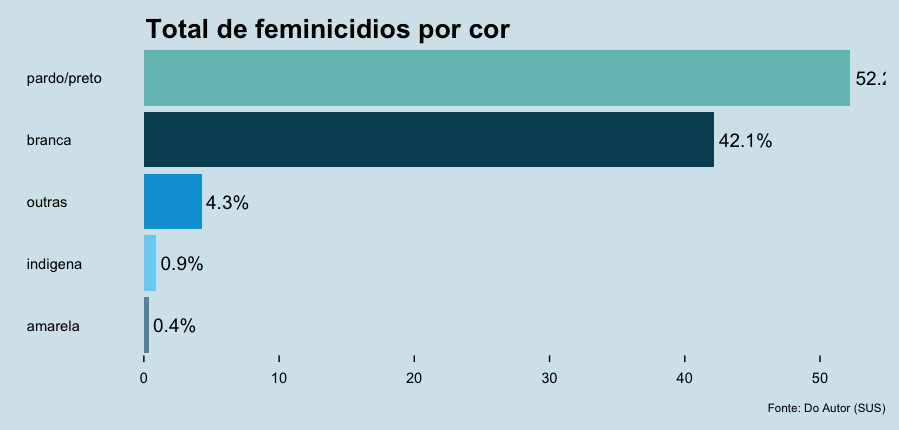 Total de feminicidios por cor
pardo/preto
52.2
branca
42.1%
outras
4.3%
indigena
0.9%
amarela
0.4%
0 10 20 30 40 50
Fonte: Do Autor (SUS)